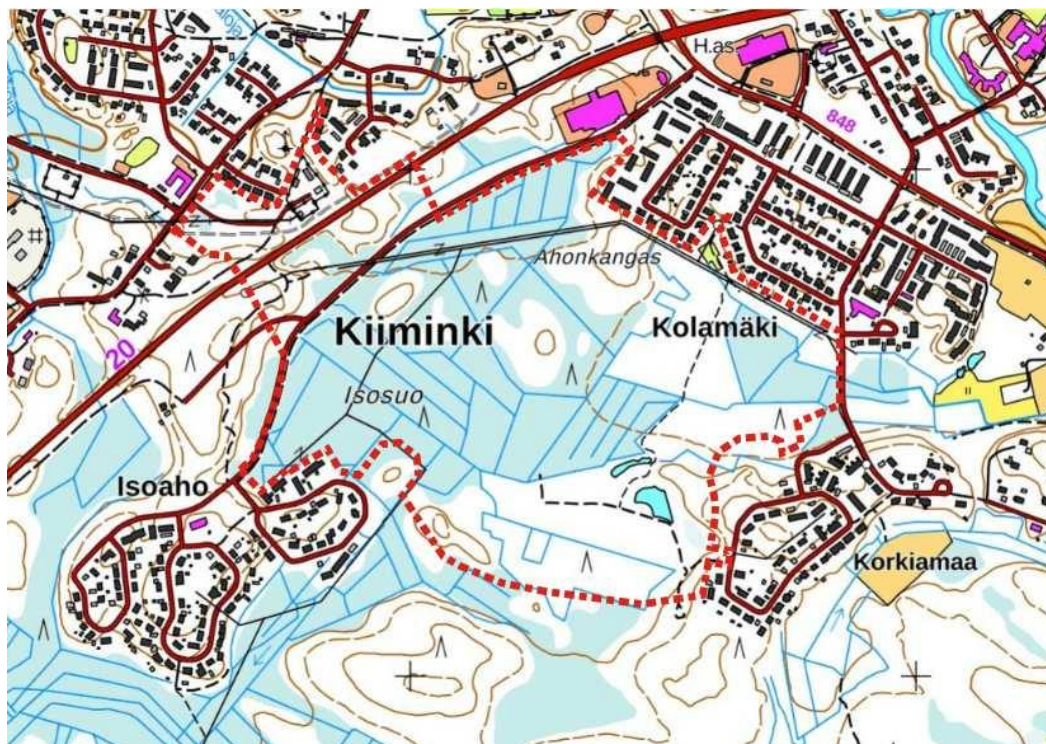 H.as.
848
Z
Z
Ahonkangas
Kiiminki
Kolamäki
20
Isosuo
Isoaho
Korkiamaa